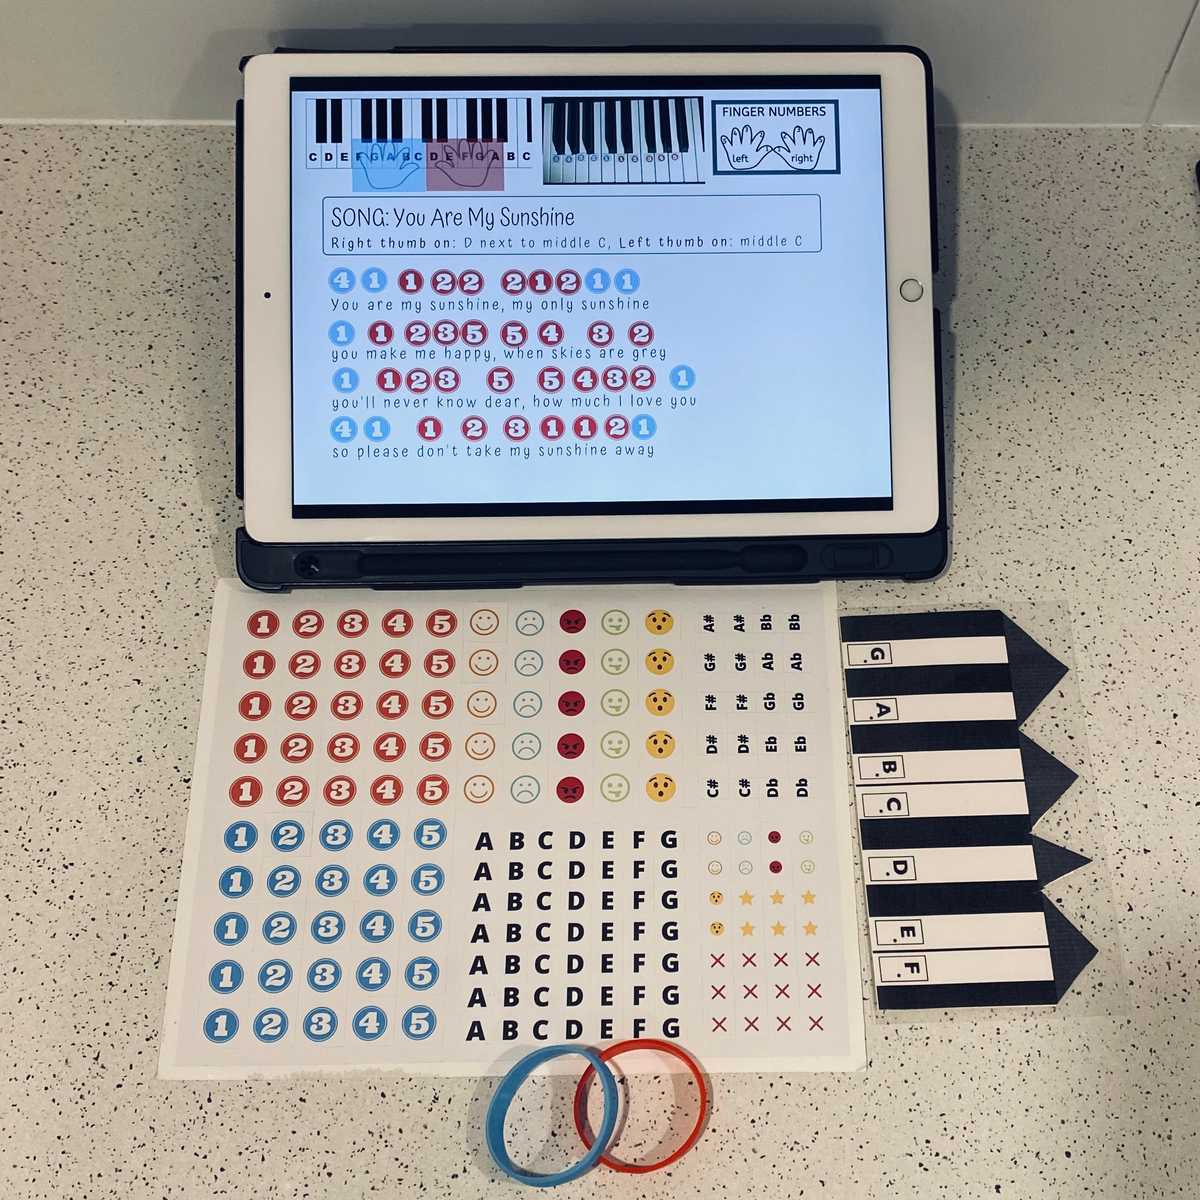 C D E F G A B C D E F G A B C
FINGER NUMBERS
left right
SONG: You Are My Sunshine
Right thumb on: D next to middle C, Left thumb on: middle C
4 1 1 2 2 2 1 2 1 1
You are my sunshine, my only sunshine
1 1 2 3 5 5 4 3 2
you make me happy, when skies are grey
1 1 2 3 5 5 4 3 2 1
you'll never know dear, how much I love you
4 1 1 2 3 1 1 2 1
so please don't take my sunshine away
1 2 3 4 5 A# A# Bb Bb
1 2 3 4 5 G# G# Ab Ab
1 2 3 4 5 F# F# Gb Gb
1 2 3 4 5 D# D# Eb Eb
1 2 3 4 5 C# C# Db Db
1 2 3 4 5
1 2 3 4 5
1 2 3 4 5
1 2 3 4 5
1 2 3 4 5
A B C D E F G
A B C D E F G
A B C D E F G
A B C D E F G
A B C D E F G
A B C D E F G
A B C D E F G
G.
A.
B.
C.
D.
E.
F.